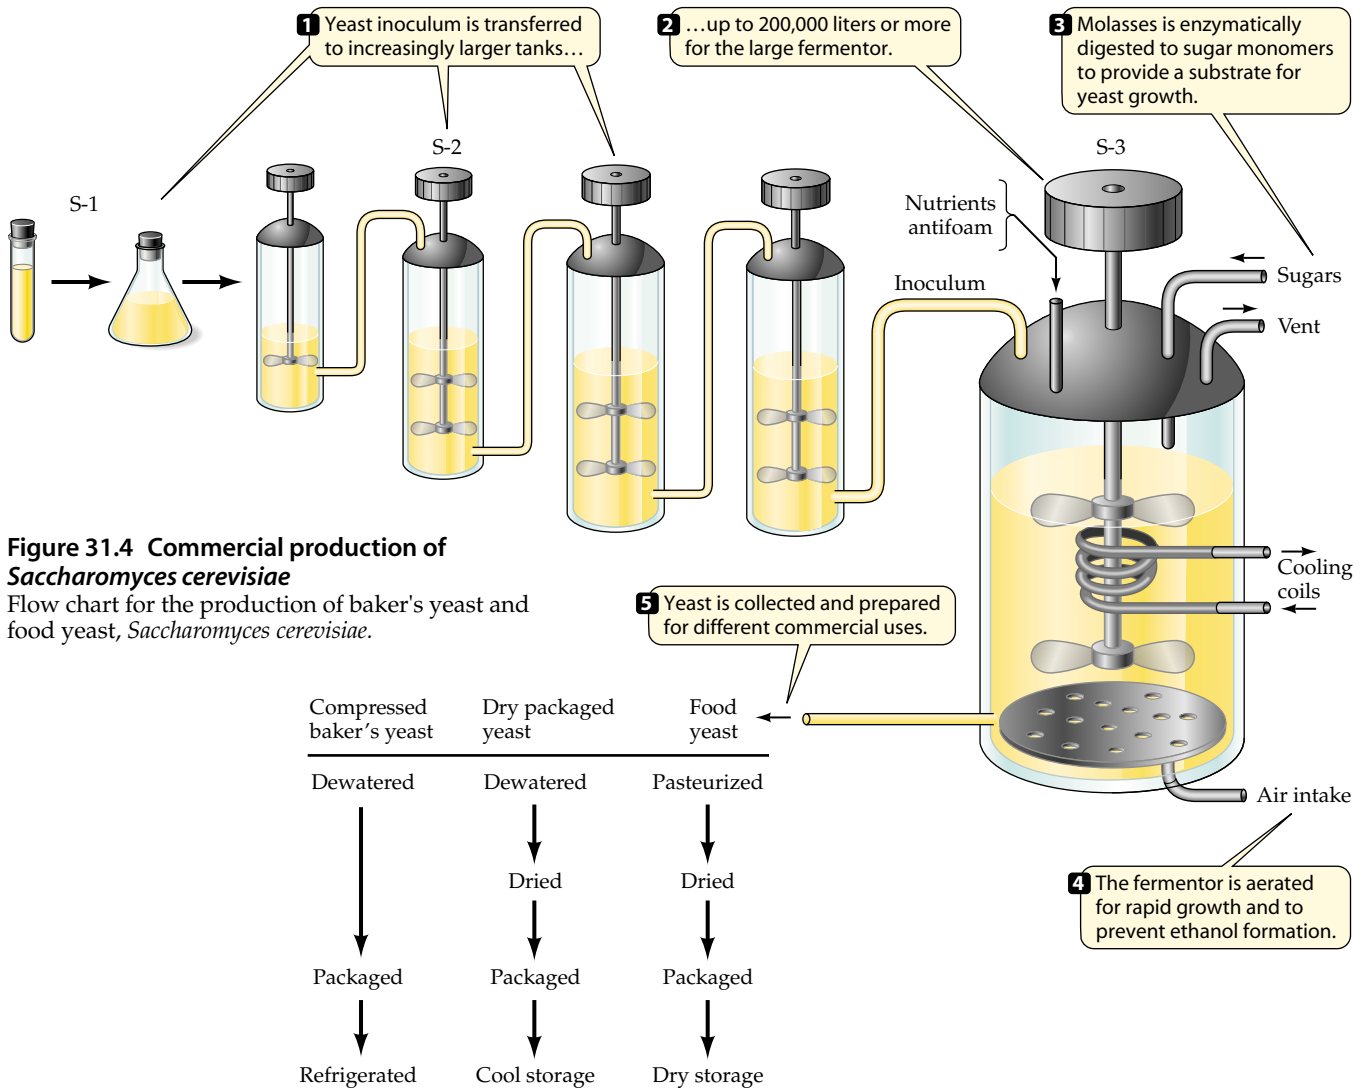 1 Yeast inoculum is transferred
to increasingly larger tanks…
2 …up to 200,000 liters or more
for the large fermentor.
3 Molasses is enzymatically
digested to sugar monomers
to provide a substrate for
yeast growth.
S-1
S-2
S-3
Nutrients
antifoam
Inoculum
Sugars
Vent
Cooling
coils
Air intake
4 The fermentor is aerated
for rapid growth and to
prevent ethanol formation.
Figure 31.4 Commercial production of
Saccharomyces cerevisiae
Flow chart for the production of baker's yeast and
food yeast, Saccharomyces cerevisiae.
5 Yeast is collected and prepared
for different commercial uses.
Compressed
baker's yeast
Dewatered
Packaged
Refrigerated
Dry packaged
yeast
Dewatered
Dried
Packaged
Cool storage
Food
yeast
Pasteurized
Dried
Packaged
Dry storage